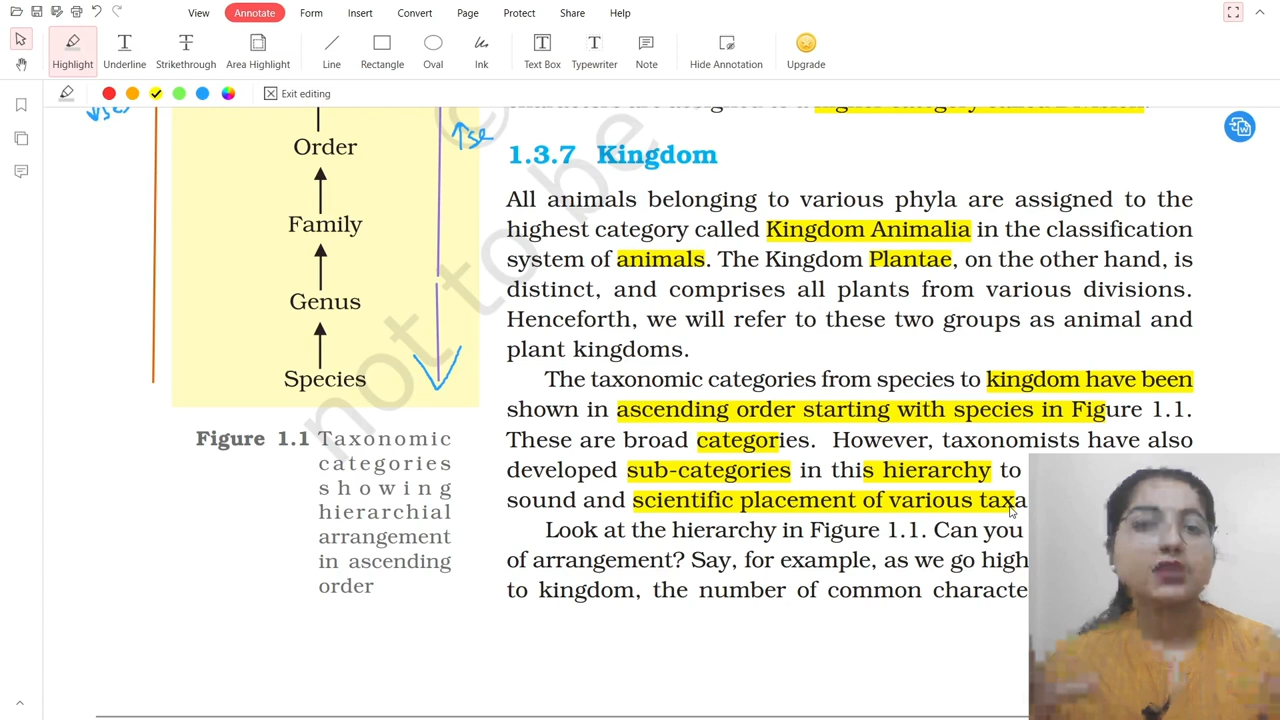 View Annotate Form Insert Convert Page Protect Share Help
Highlight Underline Strikethrough Area Highlight Line Rectangle Oval Ink Text Box Typewriter Note Hide Annotation Upgrade
Exit editing
higher category called Division.
1.3.7 Kingdom
All animals belonging to various phyla are assigned to the
highest category called Kingdom Animalia in the classification
system of animals. The Kingdom Plantae, on the other hand, is
distinct, and comprises all plants from various divisions.
Henceforth, we will refer to these two groups as animal and
plant kingdoms.
The taxonomic categories from species to kingdom have been
shown in ascending order starting with species in Figure 1.1.
These are broad categories. However, taxonomists have also
developed sub-categories in this hierarchy to
sound and scientific placement of various taxa
Look at the hierarchy in Figure 1.1. Can you
of arrangement? Say, for example, as we go high
to kingdom, the number of common characte
Order
Family
Genus
Species
Figure 1.1 Taxonomic
categories
showing
hierarchial
arrangement
in ascending
order
not to be
©